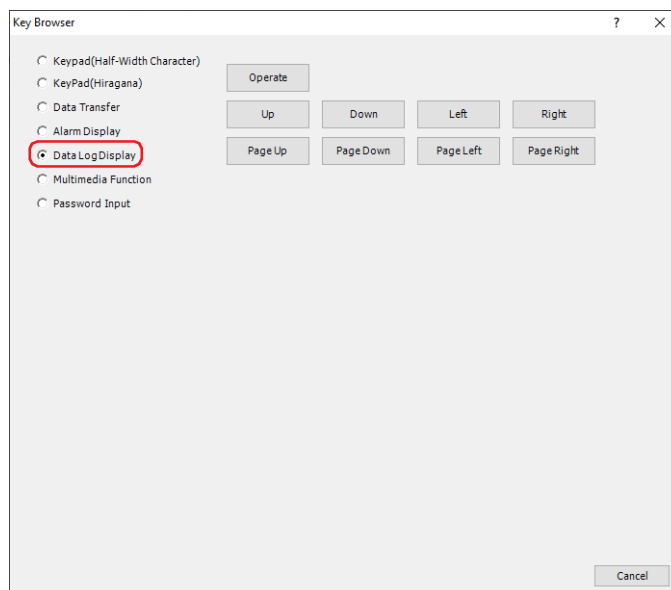 Key Browser
? ×
Keypad(Half-Width Character)
KeyPad(Hiragana)
Data Transfer
Alarm Display
Data Log Display
Multimedia Function
Password Input
Operate
Up Down Left Right
Page Up Page Down Page Left Page Right
Cancel